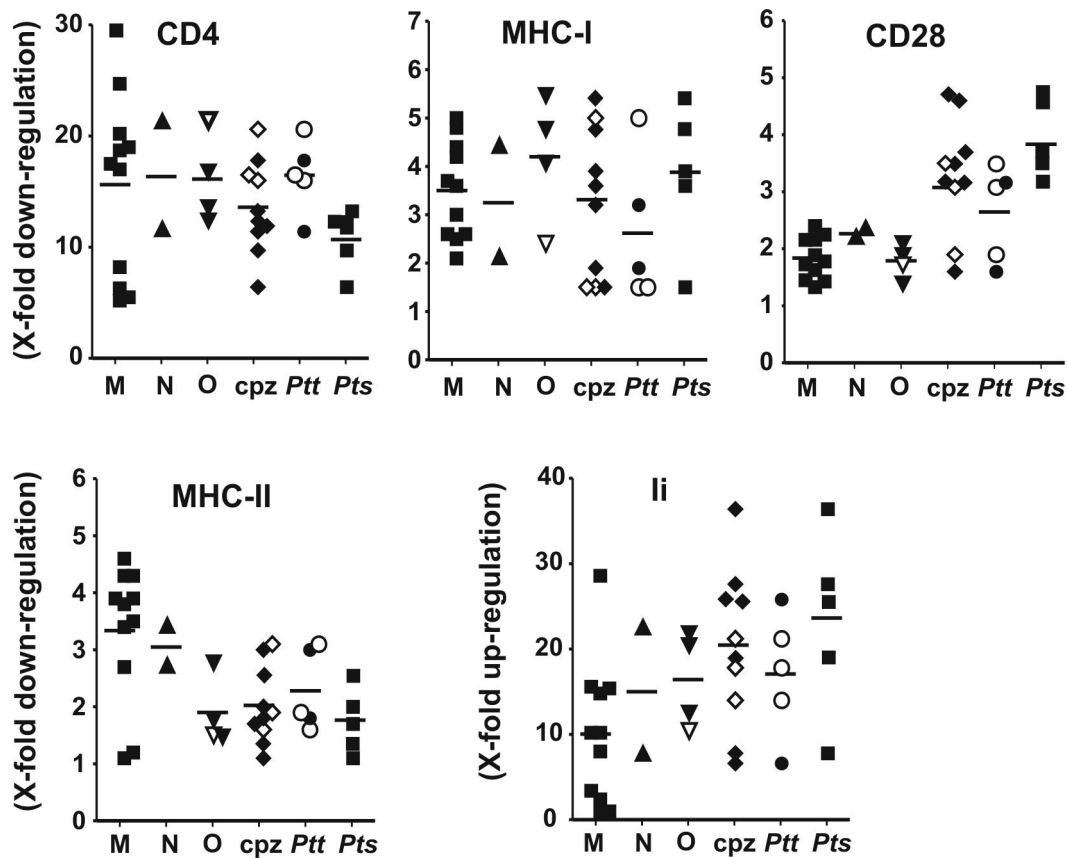 CD4
(X-fold down-regulation)
30
20
10
0
M N O cpz Ptt Pts
MHC-I
7
6
5
4
3
2
1
0
M N O cpz Ptt Pts
CD28
6
5
4
3
2
1
0
M N O cpz Ptt Pts
MHC-II
(X-fold down-regulation)
6
5
4
3
2
1
0
M N O cpz Ptt Pts
Ii
(X-fold up-regulation)
40
30
20
10
0
M N O cpz Ptt Pts